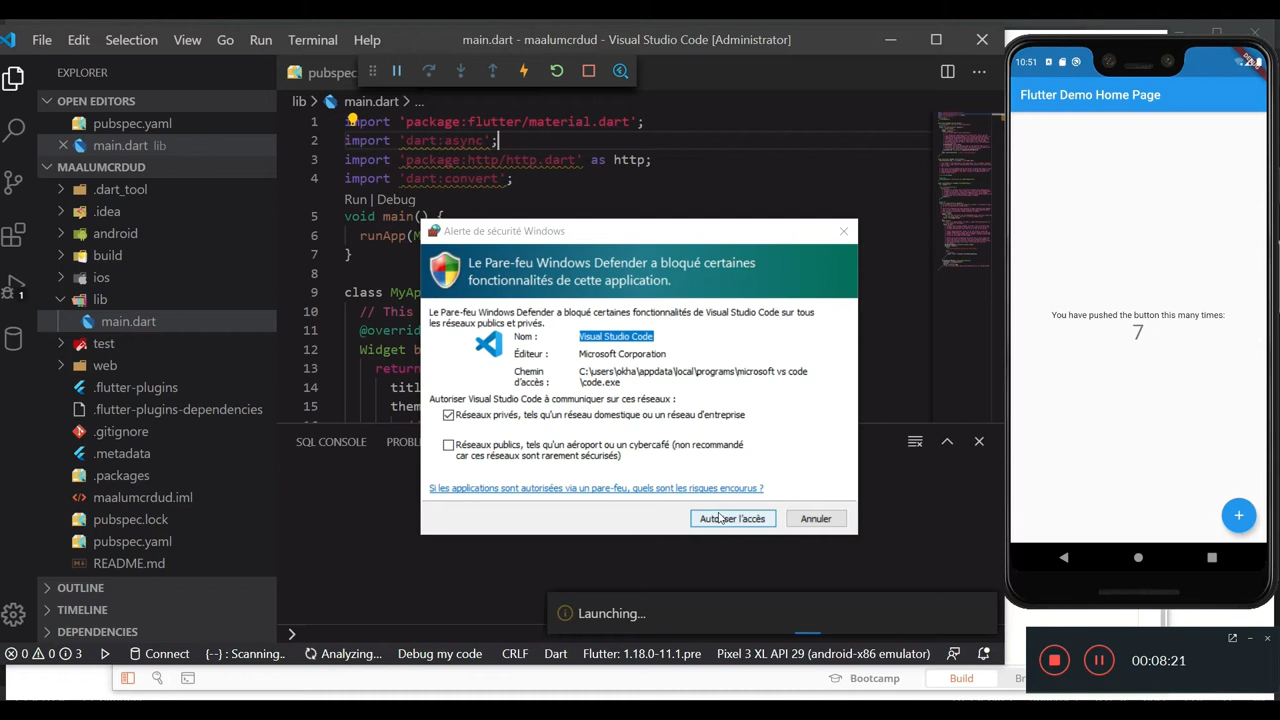 File Edit Selection View Go Run Terminal Help
main.dart - maalumcrdud - Visual Studio Code [Administrator]
EXPLORER
OPEN EDITORS
pubspec.yaml
main.dart lib
MAALUMCRDUD
.dart_tool
.idea
android
build
ios
lib
main.dart
test
web
.flutter-plugins
.flutter-plugins-dependencies
.gitignore
.metadata
.packages
maalumcrdud.iml
pubspec.lock
pubspec.yaml
README.md
OUTLINE
TIMELINE
DEPENDENCIES
1
pubspec
lib > main.dart > ...
1 import 'package:flutter/material.dart';
2 import 'dart:async';
3 import 'package:http/http.dart' as http;
4 import 'dart:convert';
Run | Debug
5 void main() {
6 runApp(M
7
8
9 class MyAp
10 // This
11 @overrid
12 Widget b
13 return
14 titl
15 them
SQL CONSOLE PROBL
Alerte de sécurité Windows
Le Pare-feu Windows Defender a bloqué certaines
fonctionnalités de cette application.
Le Pare-feu Windows Defender a bloqué certaines fonctionnalités de Visual Studio Code sur tous
les réseaux publics et privés.
Nom : Visual Studio Code
Éditeur : Microsoft Corporation
Chemin d'accès : C:\users\okha\appdata\local\programs\microsoft vs code
\code.exe
Autoriser Visual Studio Code à communiquer sur ces réseaux :
Réseaux privés, tels qu'un réseau domestique ou un réseau d'entreprise
Réseaux publics, tels qu'un aéroport ou un cybercafé (non recommandé
car ces réseaux sont rarement sécurisés)
Si les applications sont autorisées via un pare-feu, quels sont les risques encourus ?
Autoriser l'accès Annuler
Launching...
0 0 3 Connect {--} : Scanning.. Analyzing... Debug my code CRLF Dart Flutter: 1.18.0-11.1.pre Pixel 3 XL API 29 (android-x86 emulator)
Bootcamp Build Br
10:51
Flutter Demo Home Page
You have pushed the button this many times:
7
+
00:08:21